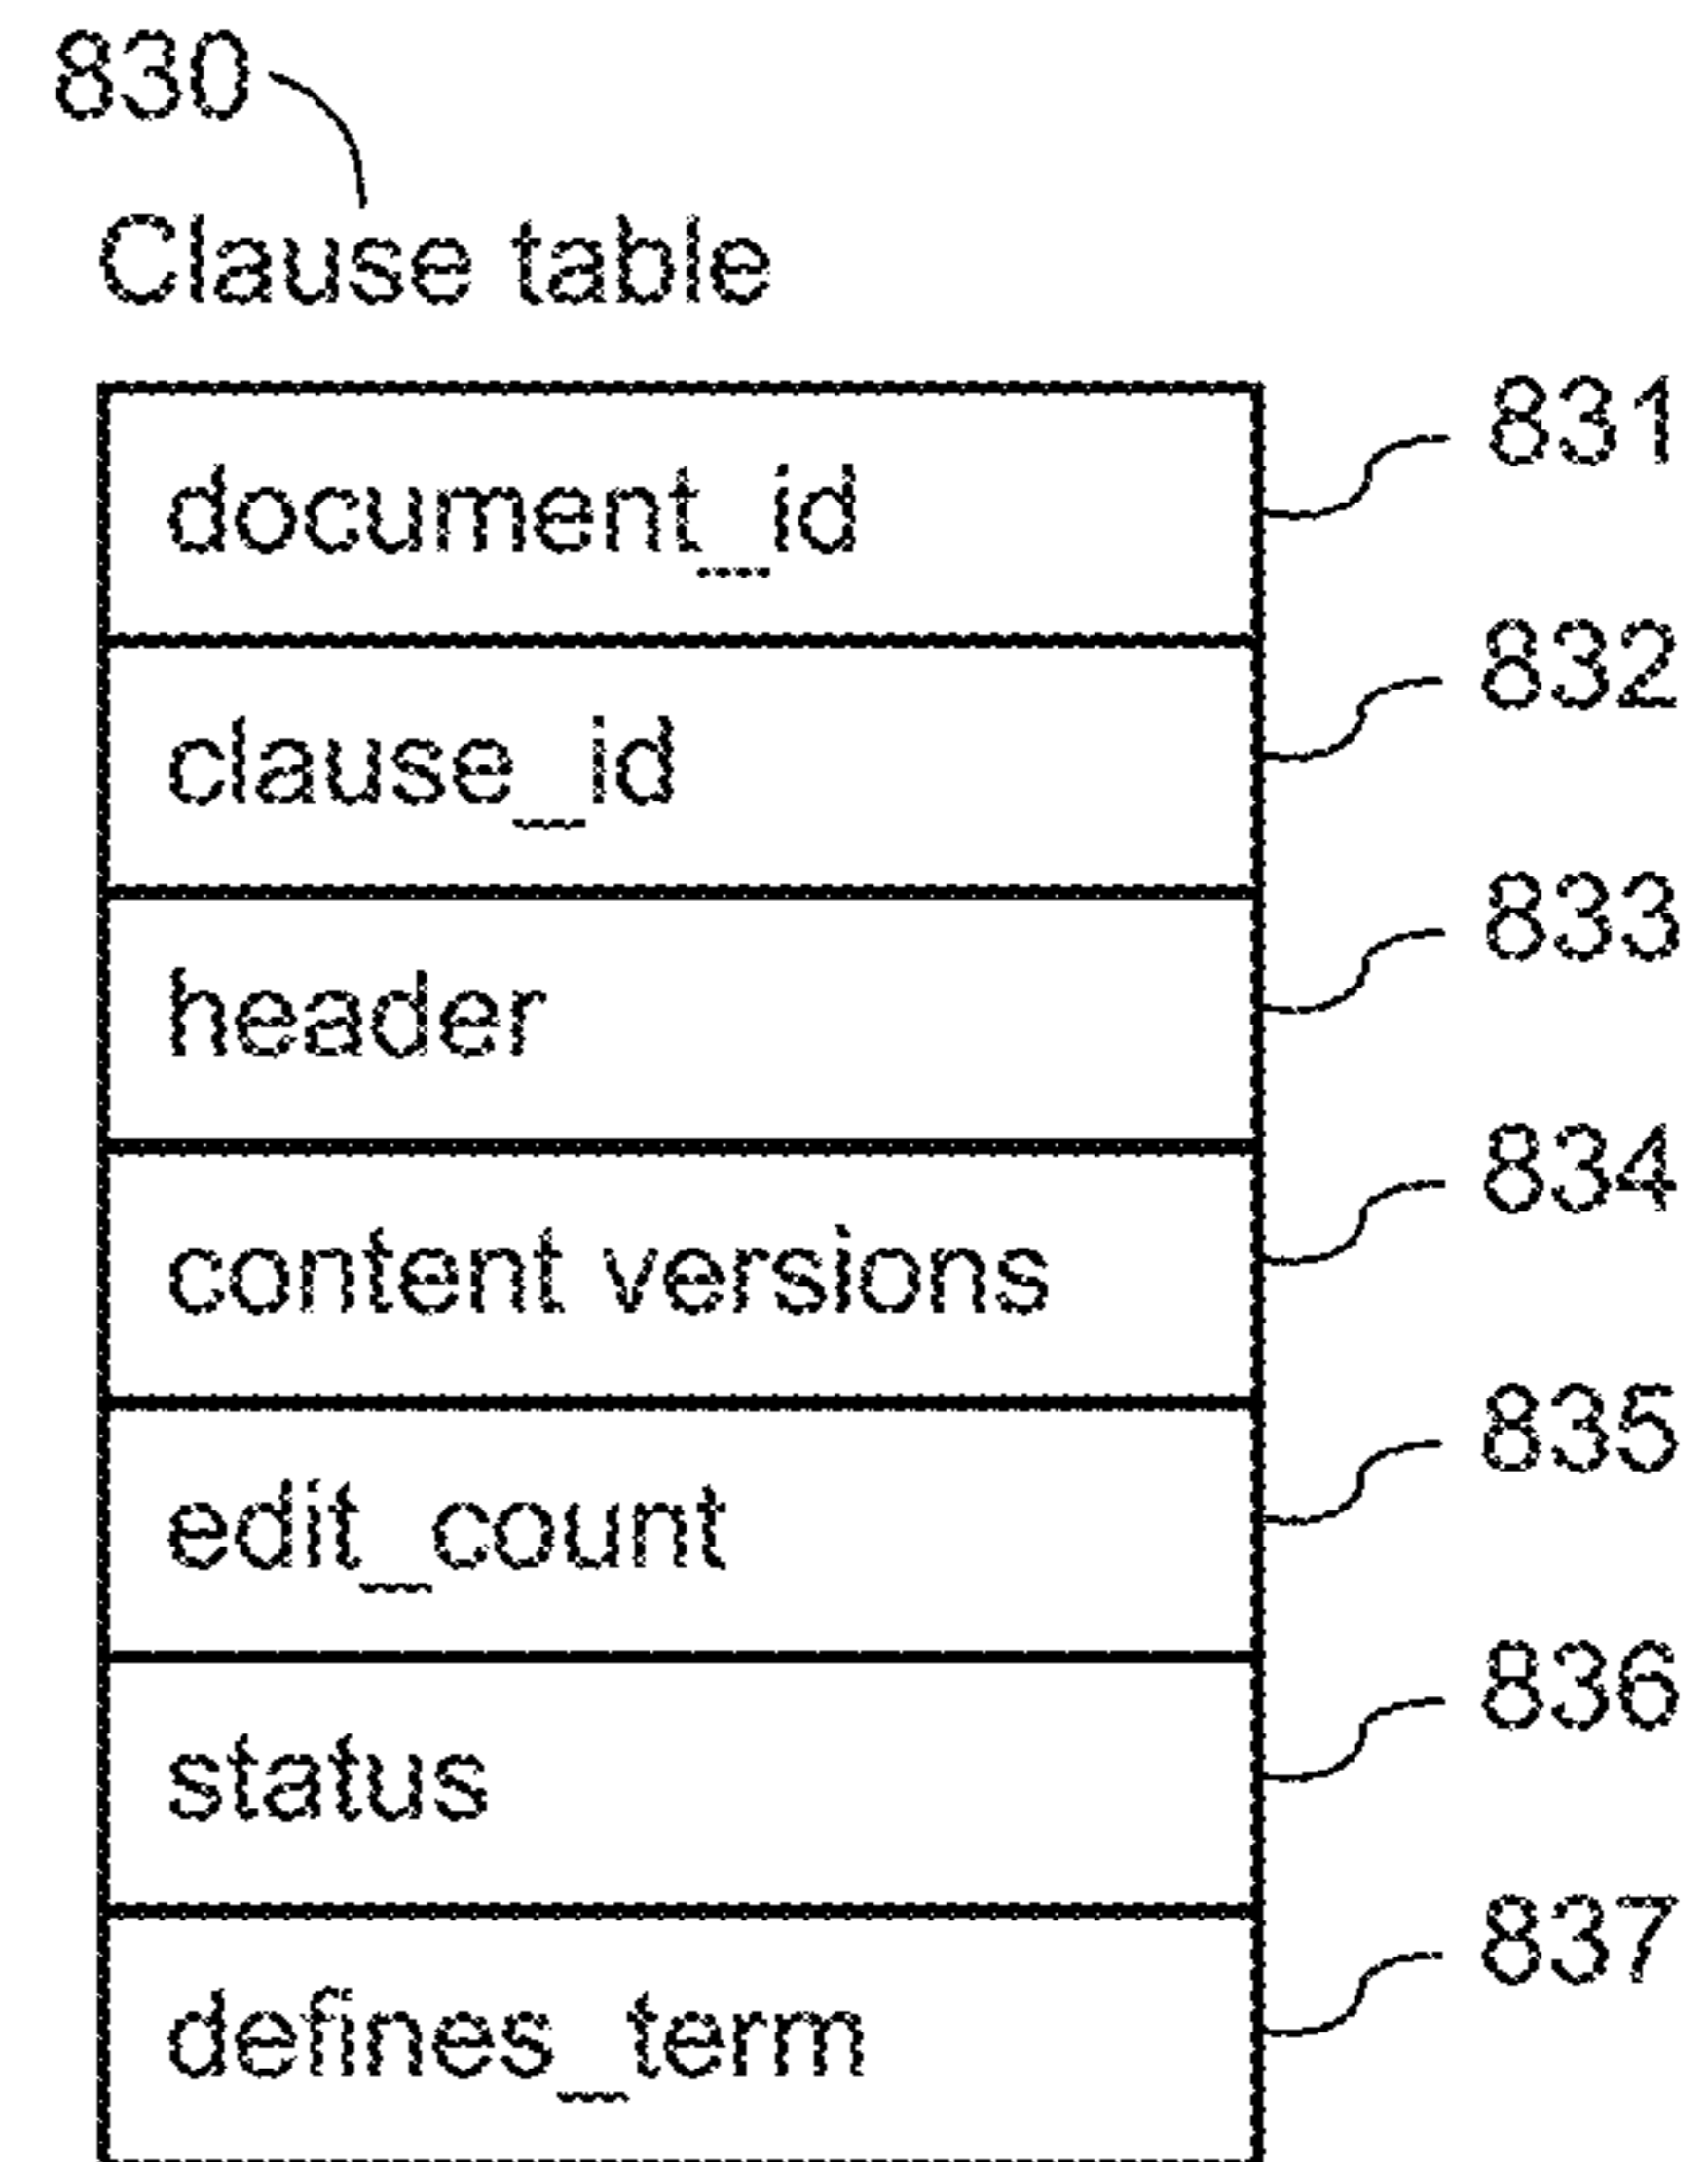 830
Clause table
document_id 831
clause_id 832
header 833
content versions 834
edit_count 835
status 836
defines_term 837